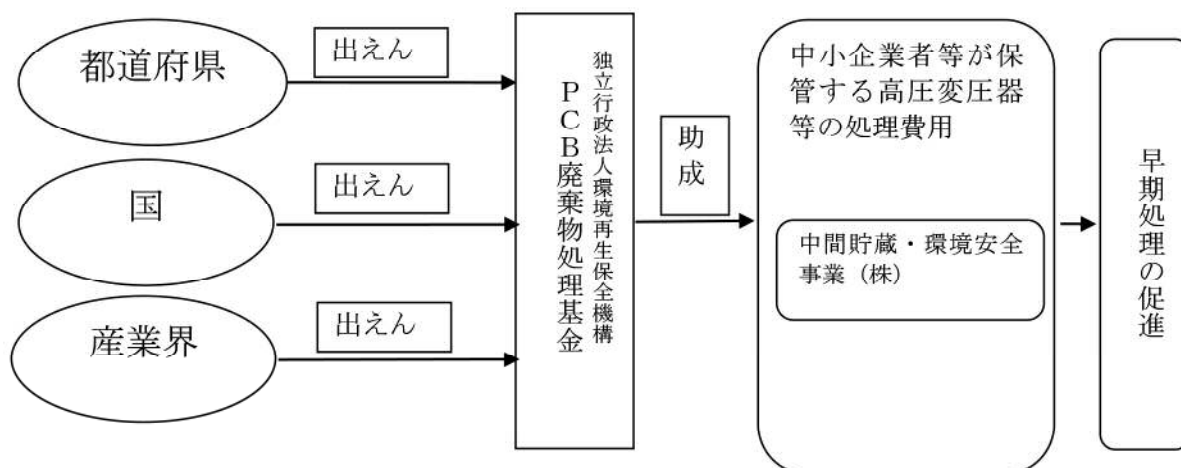 都道府県
出えん
国
出えん
産業界
出えん
独立行政法人環境再生保全機構
PCB廃棄物処理基金
助成
中小企業者等が保
管する高圧変圧器
等の処理費用
中間貯蔵・環境安全
事業（株）
早期処理の促進